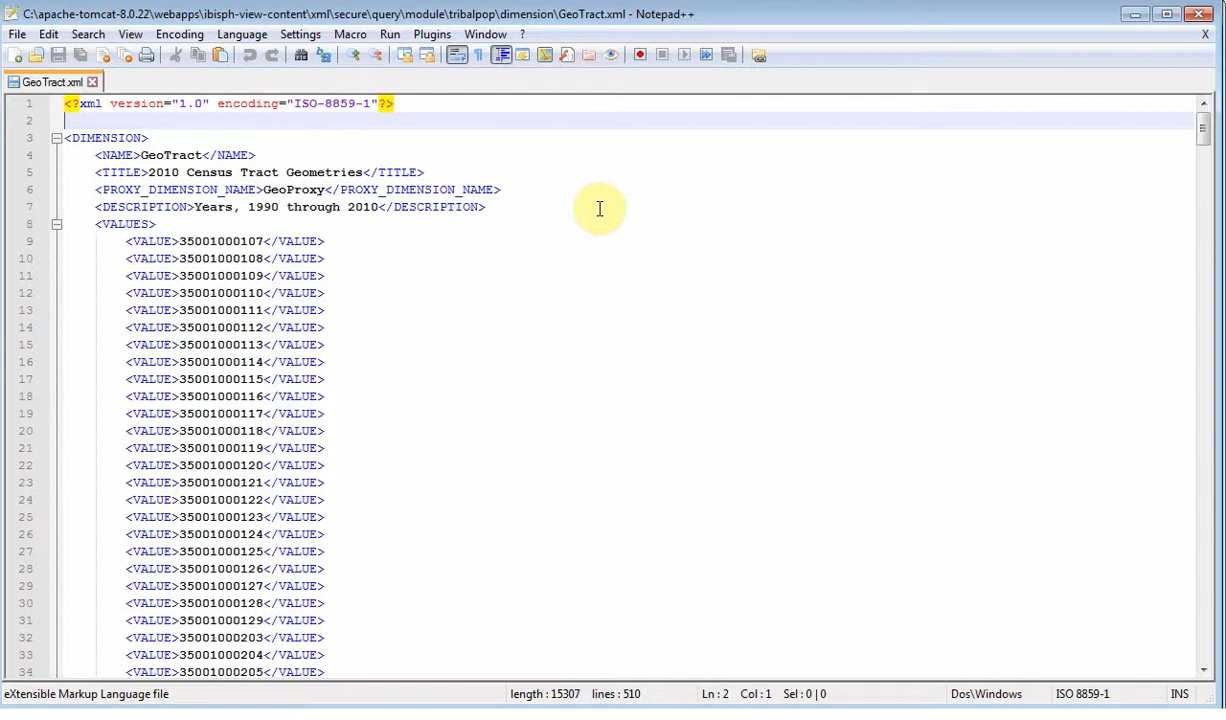 C:\apache-tomcat-8.0.22\webapps\ibisph-view-content\xml\secure\query\module\tribalpop\dimension\GeoTract.xml - Notepad++
File Edit Search View Encoding Language Settings Macro Run Plugins Window ? X
GeoTract.xml
1 <?xml version="1.0" encoding="ISO-8859-1"?>
2
3 <DIMENSION>
4 <NAME>GeoTract</NAME>
5 <TITLE>2010 Census Tract Geometries</TITLE>
6 <PROXY_DIMENSION_NAME>GeoProxy</PROXY_DIMENSION_NAME>
7 <DESCRIPTION>Years, 1990 through 2010</DESCRIPTION>
8 <VALUES>
9 <VALUE>35001000107</VALUE>
10 <VALUE>35001000108</VALUE>
11 <VALUE>35001000109</VALUE>
12 <VALUE>35001000110</VALUE>
13 <VALUE>35001000111</VALUE>
14 <VALUE>35001000112</VALUE>
15 <VALUE>35001000113</VALUE>
16 <VALUE>35001000114</VALUE>
17 <VALUE>35001000115</VALUE>
18 <VALUE>35001000116</VALUE>
19 <VALUE>35001000117</VALUE>
20 <VALUE>35001000118</VALUE>
21 <VALUE>35001000119</VALUE>
22 <VALUE>35001000120</VALUE>
23 <VALUE>35001000121</VALUE>
24 <VALUE>35001000122</VALUE>
25 <VALUE>35001000123</VALUE>
26 <VALUE>35001000124</VALUE>
27 <VALUE>35001000125</VALUE>
28 <VALUE>35001000126</VALUE>
29 <VALUE>35001000127</VALUE>
30 <VALUE>35001000128</VALUE>
31 <VALUE>35001000129</VALUE>
32 <VALUE>35001000203</VALUE>
33 <VALUE>35001000204</VALUE>
34 <VALUE>35001000205</VALUE>
eXtensible Markup Language file length : 15307 lines : 510 Ln : 2 Col : 1 Sel : 0 | 0 Dos\Windows ISO 8859-1 INS